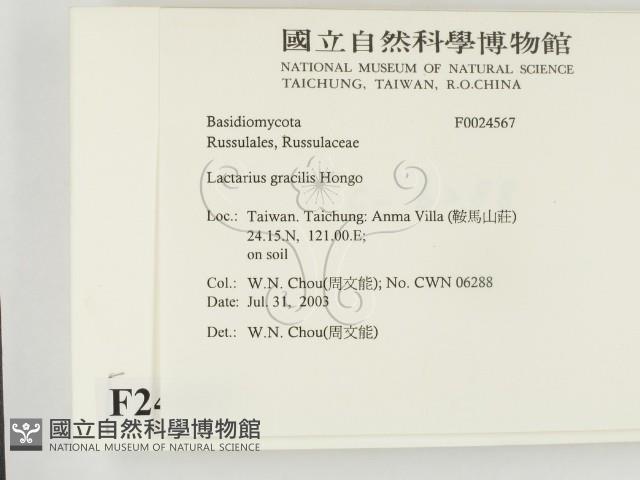 國立自然科學博物館
NATIONAL MUSEUM OF NATURAL SCIENCE
TAICHUNG, TAIWAN, R.O.CHINA
Basidiomycota F0024567
Russulales, Russulaceae
Lactarius gracilis Hongo
Loc.: Taiwan. Taichung: Anma Villa (鞍馬山莊)
24.15.N, 121.00.E;
on soil
Col.: W.N. Chou(周文能); No. CWN 06288
Date: Jul. 31, 2003
Det.: W.N. Chou(周文能)
F24
國立自然科學博物館
NATIONAL MUSEUM OF NATURAL SCIENCE